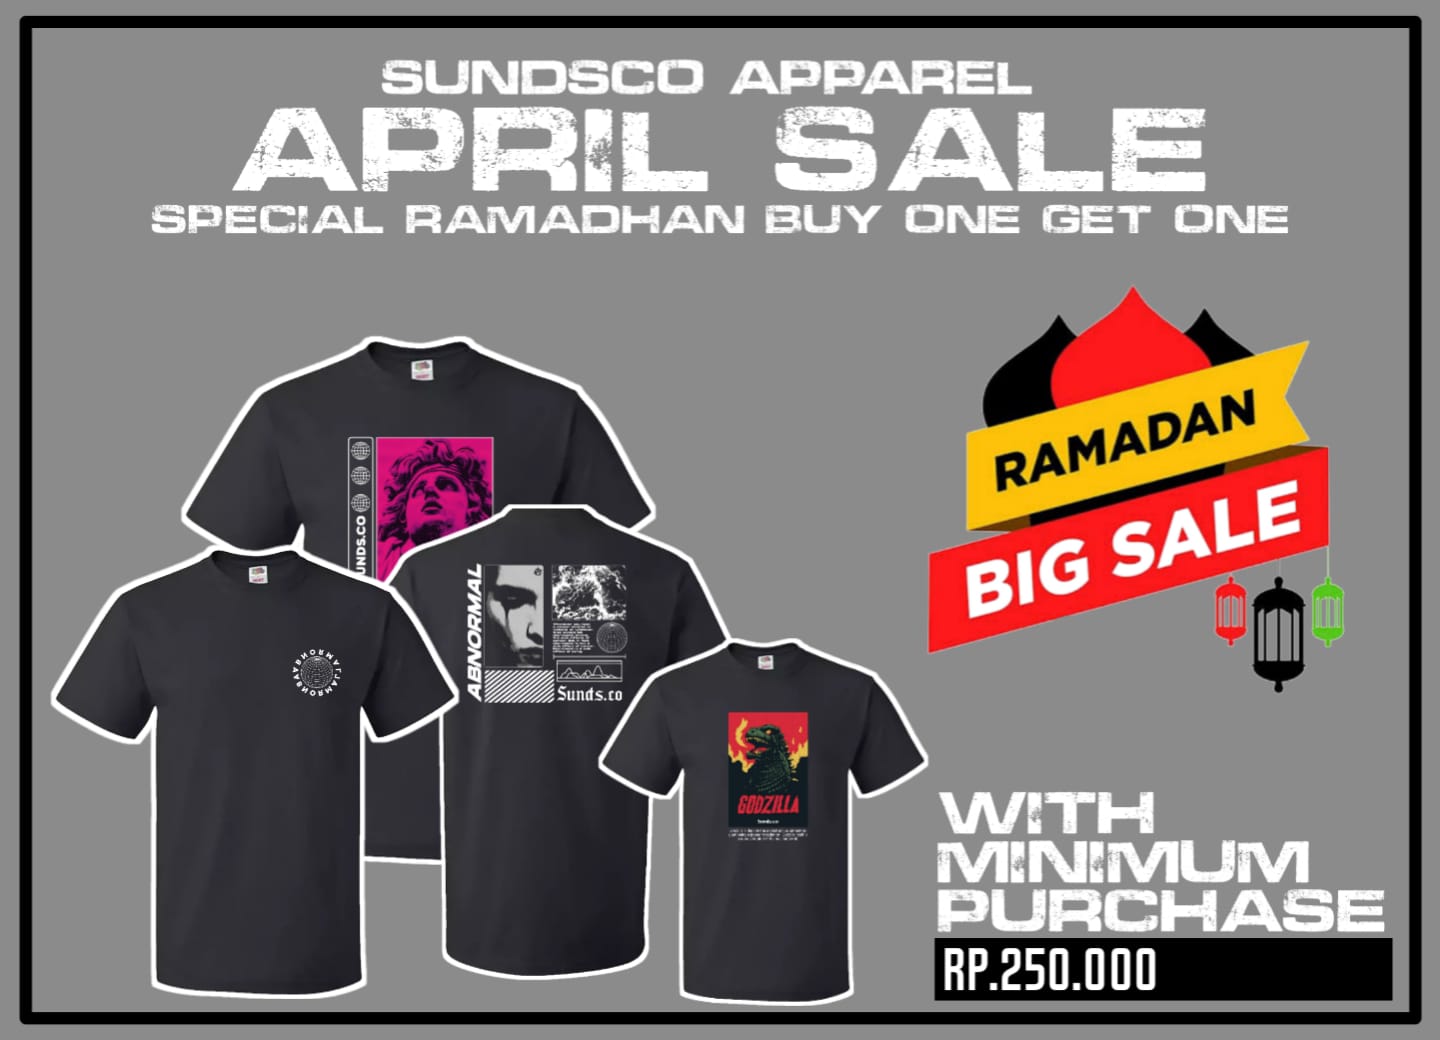 SUNDSCO APPAREL
APRIL SALE
SPECIAL RAMADHAN BUY ONE GET ONE
RAMADAN
BIG SALE
UNDS.CO
ABNORMAL
Sunds.co
GODZILLA
WITH
MINIMUM
PURCHASE
RP.250.000